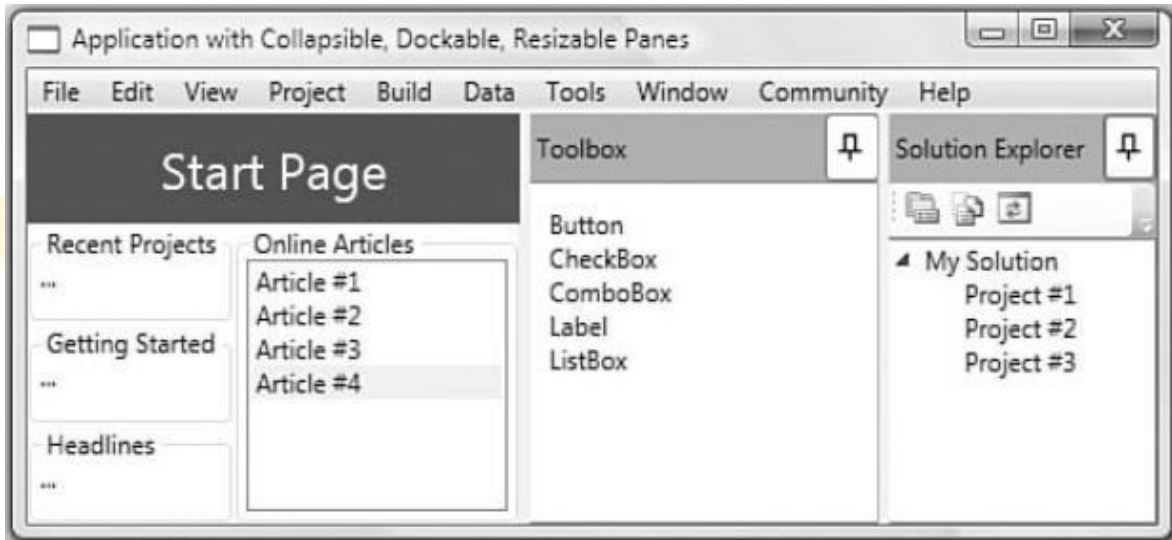 Application with Collapsible, Dockable, Resizable Panes
File Edit View Project Build Data Tools Window Community Help
Start Page
Recent Projects
...
Getting Started
...
Headlines
...
Online Articles
Article #1
Article #2
Article #3
Article #4
Toolbox
Button
CheckBox
ComboBox
Label
ListBox
Solution Explorer
My Solution
Project #1
Project #2
Project #3